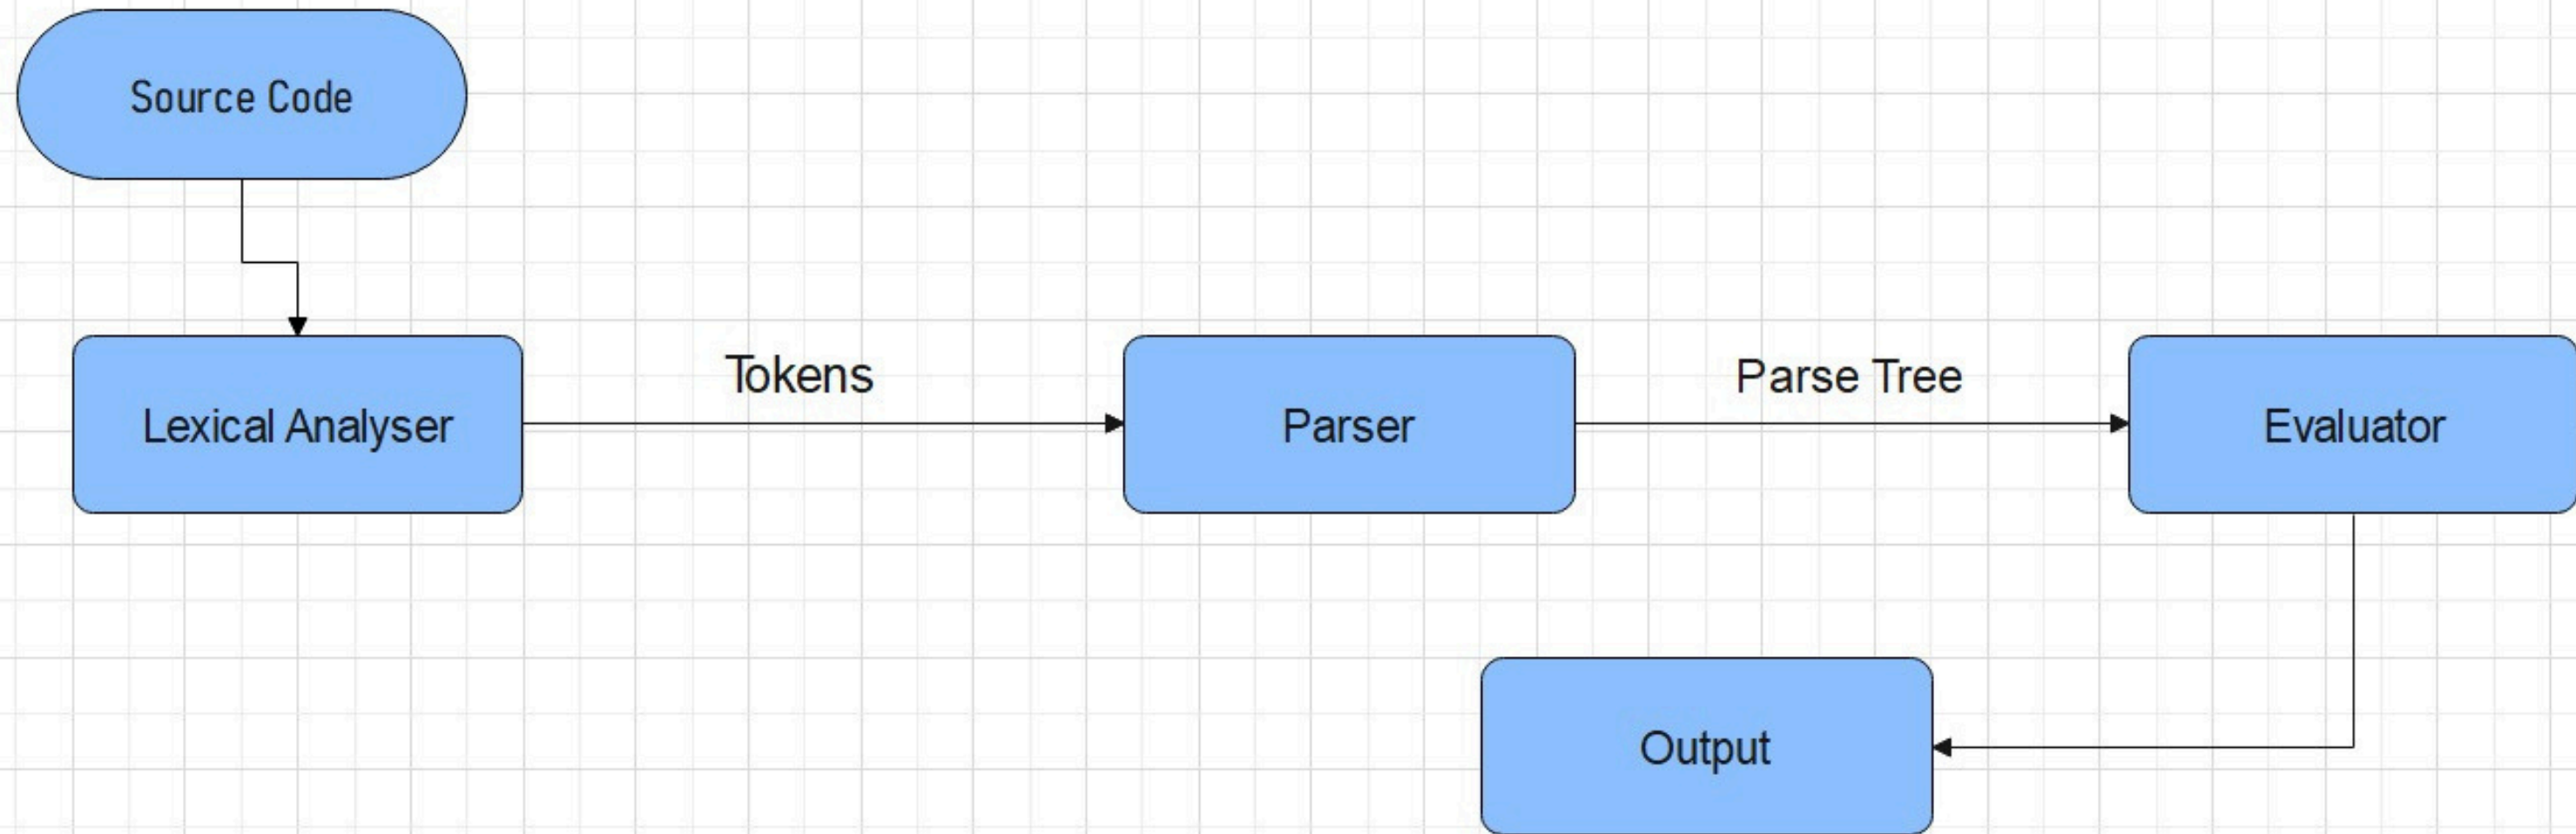 Source Code
Tokens
Parse Tree
Lexical Analyser
Parser
Evaluator
Output